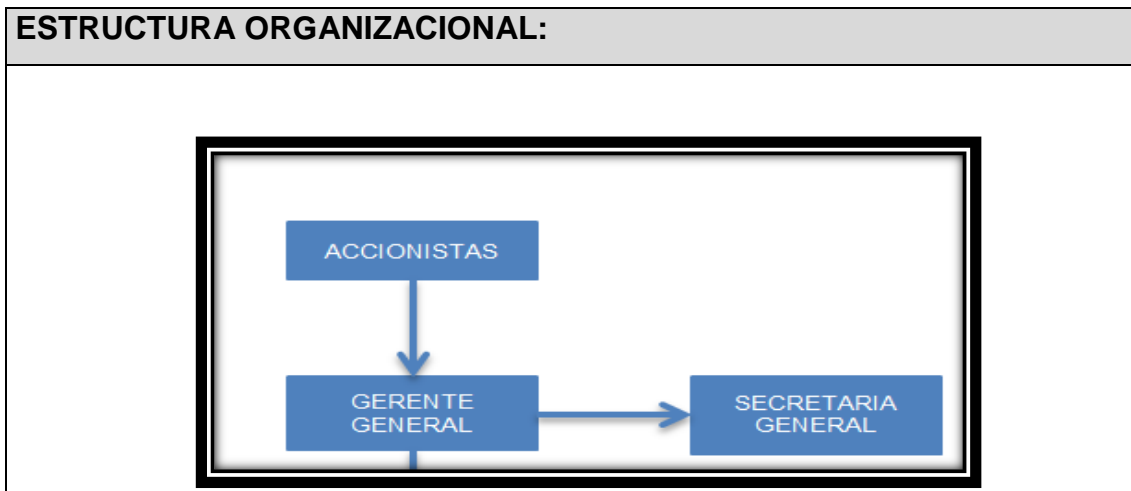 ESTRUCTURA ORGANIZACIONAL:
ACCIONISTAS
GERENTE
GENERAL
SECRETARIA
GENERAL